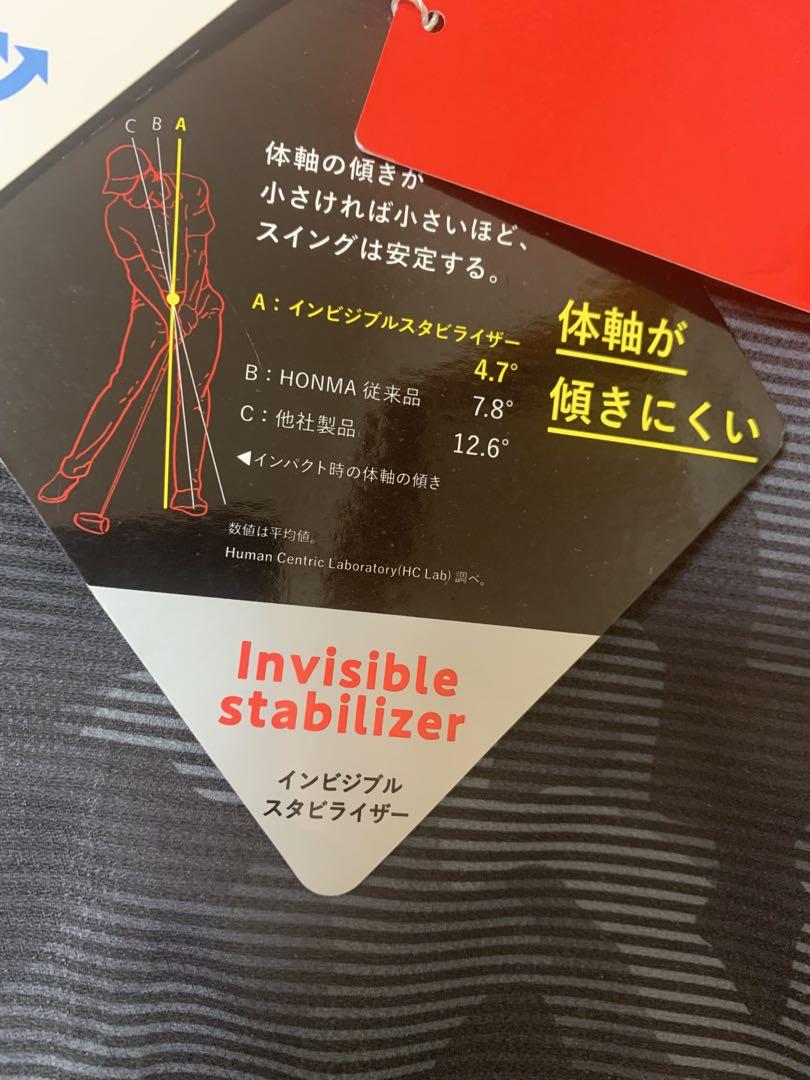 C B A
体軸の傾きが
小さければ小さいほど、
スイングは安定する。
A：インビジブルスタビライザー
4.7°
B：HONMA 従来品 7.8°
C：他社製品 12.6°
◀インパクト時の体軸の傾き
体軸が
傾きにくい
数値は平均値。
Human Centric Laboratory(HC Lab) 調べ。
Invisible
stabilizer
インビジブル
スタビライザー